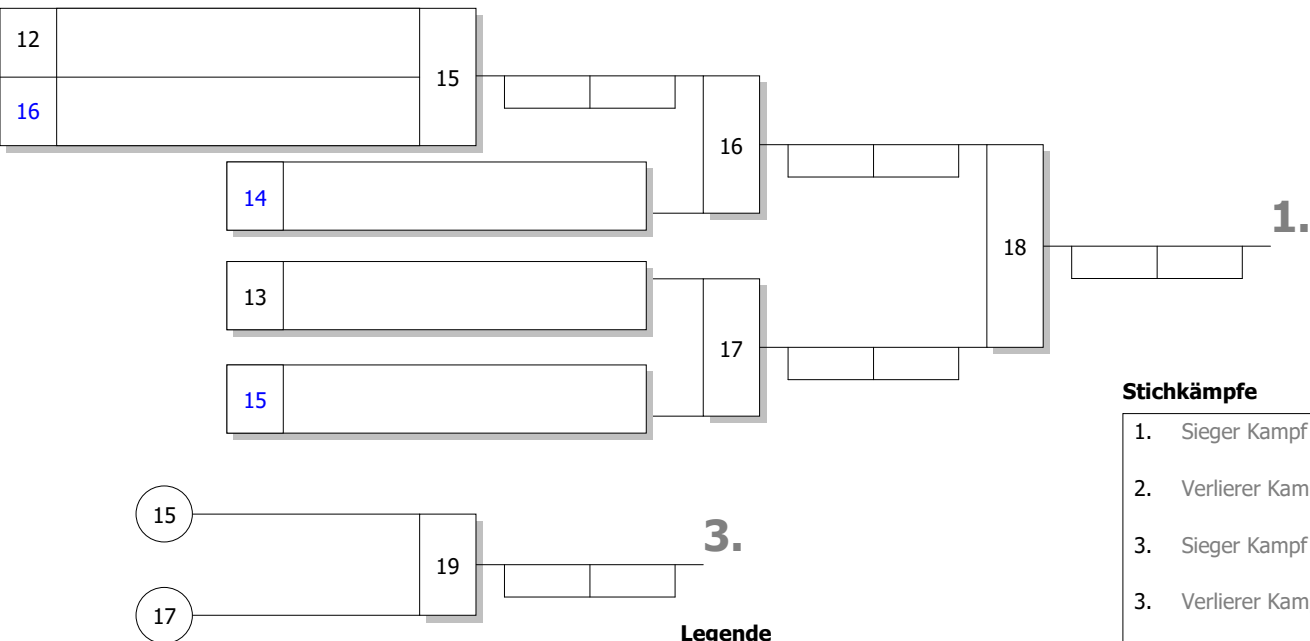 12
15
16
16
14
1.
18
13
17
15
Stichkämpfe
1. Sieger Kampf
2. Verlierer Kam
3. Sieger Kampf
3. Verlierer Kam
15
3.
19
17
Legende